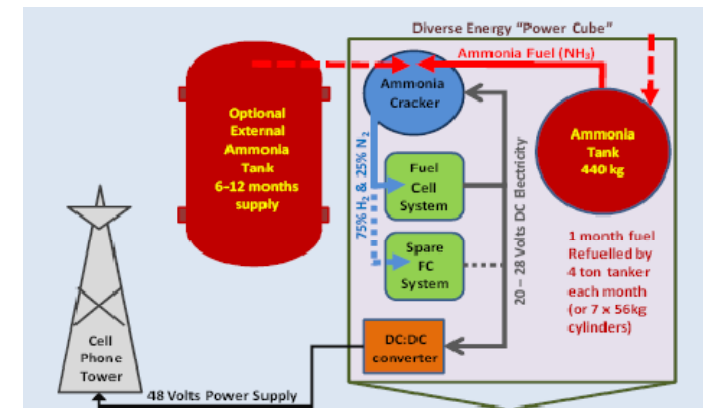 Diverse Energy “Power Cube”
Ammonia Fuel (NH₃)
Ammonia
Cracker
Optional
External
Ammonia
Tank
6-12 months
supply
Ammonia
Tank
440 kg
75% H₂ & 25% N₂
Fuel
Cell
System
Spare
FC
System
20 – 28 Volts DC Electricity
1 month fuel
Refuelled by
4 ton tanker
each month
(or 7 x 56kg
cylinders)
DC:DC
converter
Cell
Phone
Tower
48 Volts Power Supply